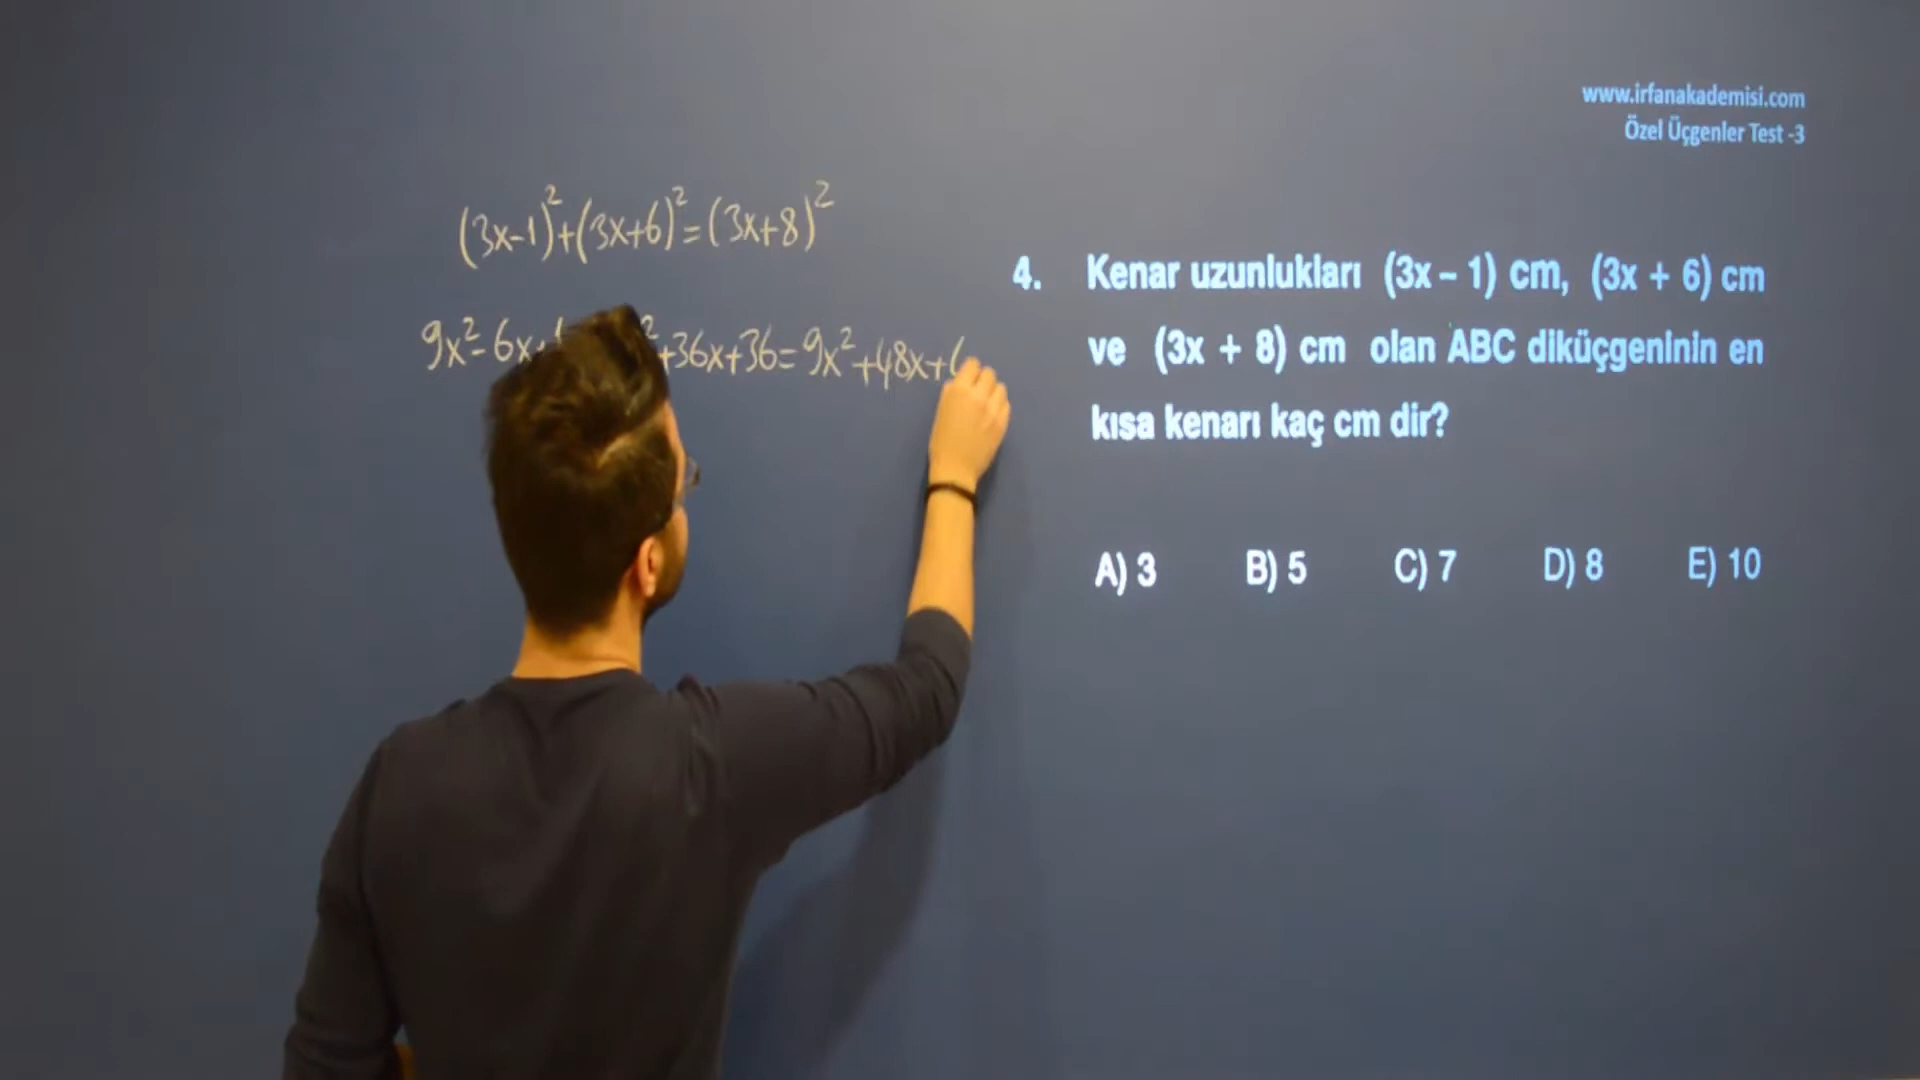 www.irfanakademisi.com
Özel Üçgenler Test -3
(3x-1)²+(3x+6)²=(3x+8)²
9x²-6x+ ² +36x+36=9x²+48x+6
4. Kenar uzunlukları (3x – 1) cm, (3x + 6) cm
ve (3x + 8) cm olan ABC diküçgeninin en
kısa kenarı kaç cm dir?
A) 3 B) 5 C) 7 D) 8 E) 10